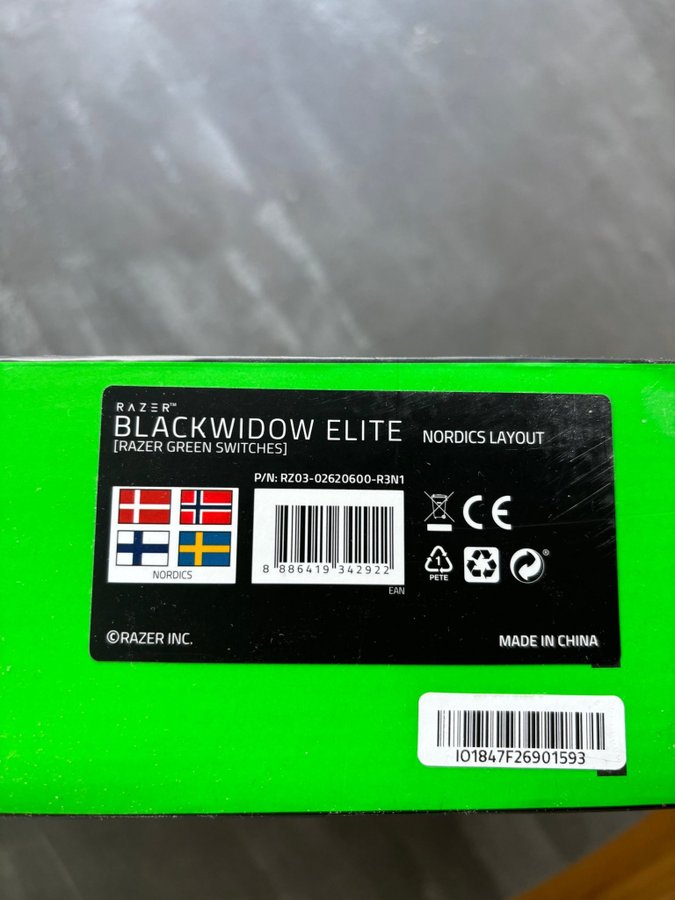 RAZER™
BLACKWIDOW ELITE NORDICS LAYOUT
[RAZER GREEN SWITCHES]
P/N: RZ03-02620600-R3N1
NORDICS
8 886419 342922
EAN
1
PETE
©RAZER INC.
MADE IN CHINA
IO1847F26901593